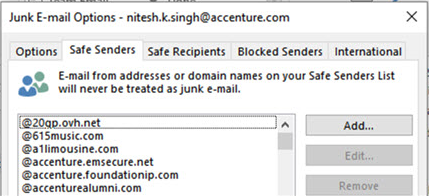 Junk E-mail Options - nitesh.k.singh@accenture.com
Options Safe Senders Safe Recipients Blocked Senders International
E-mail from addresses or domain names on your Safe Senders List
will never be treated as junk e-mail.
@20gp.ovh.net
@615music.com
@a1limousine.com
@accenture.emsecure.net
@accenture.foundationip.com
@accenturealumni.com
Add...
Edit...
Remove